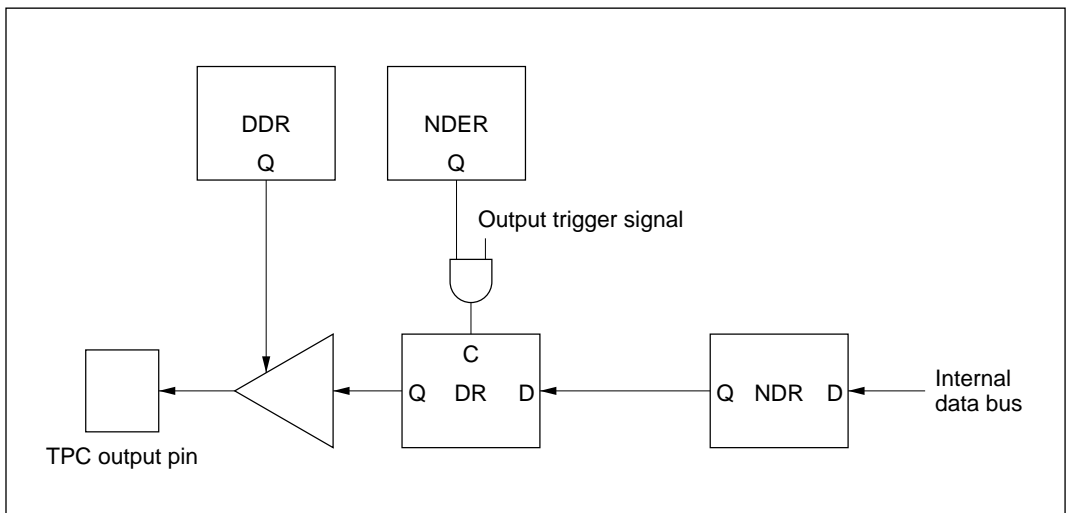 DDR
Q
NDER
Q
Output trigger signal
C
Q DR D
Q NDR D
Internal
data bus
TPC output pin